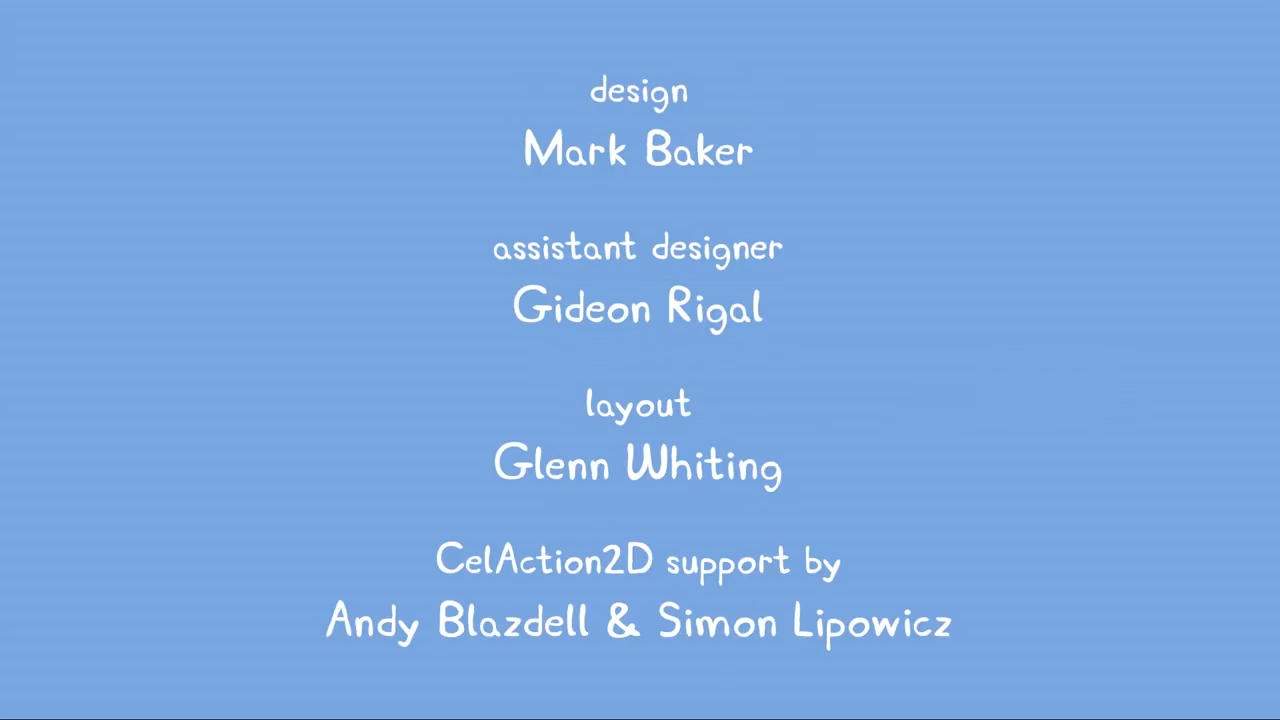 design
Mark Baker
assistant designer
Gideon Rigal
layout
Glenn Whiting
CelAction2D support by
Andy Blazdell & Simon Lipowicz